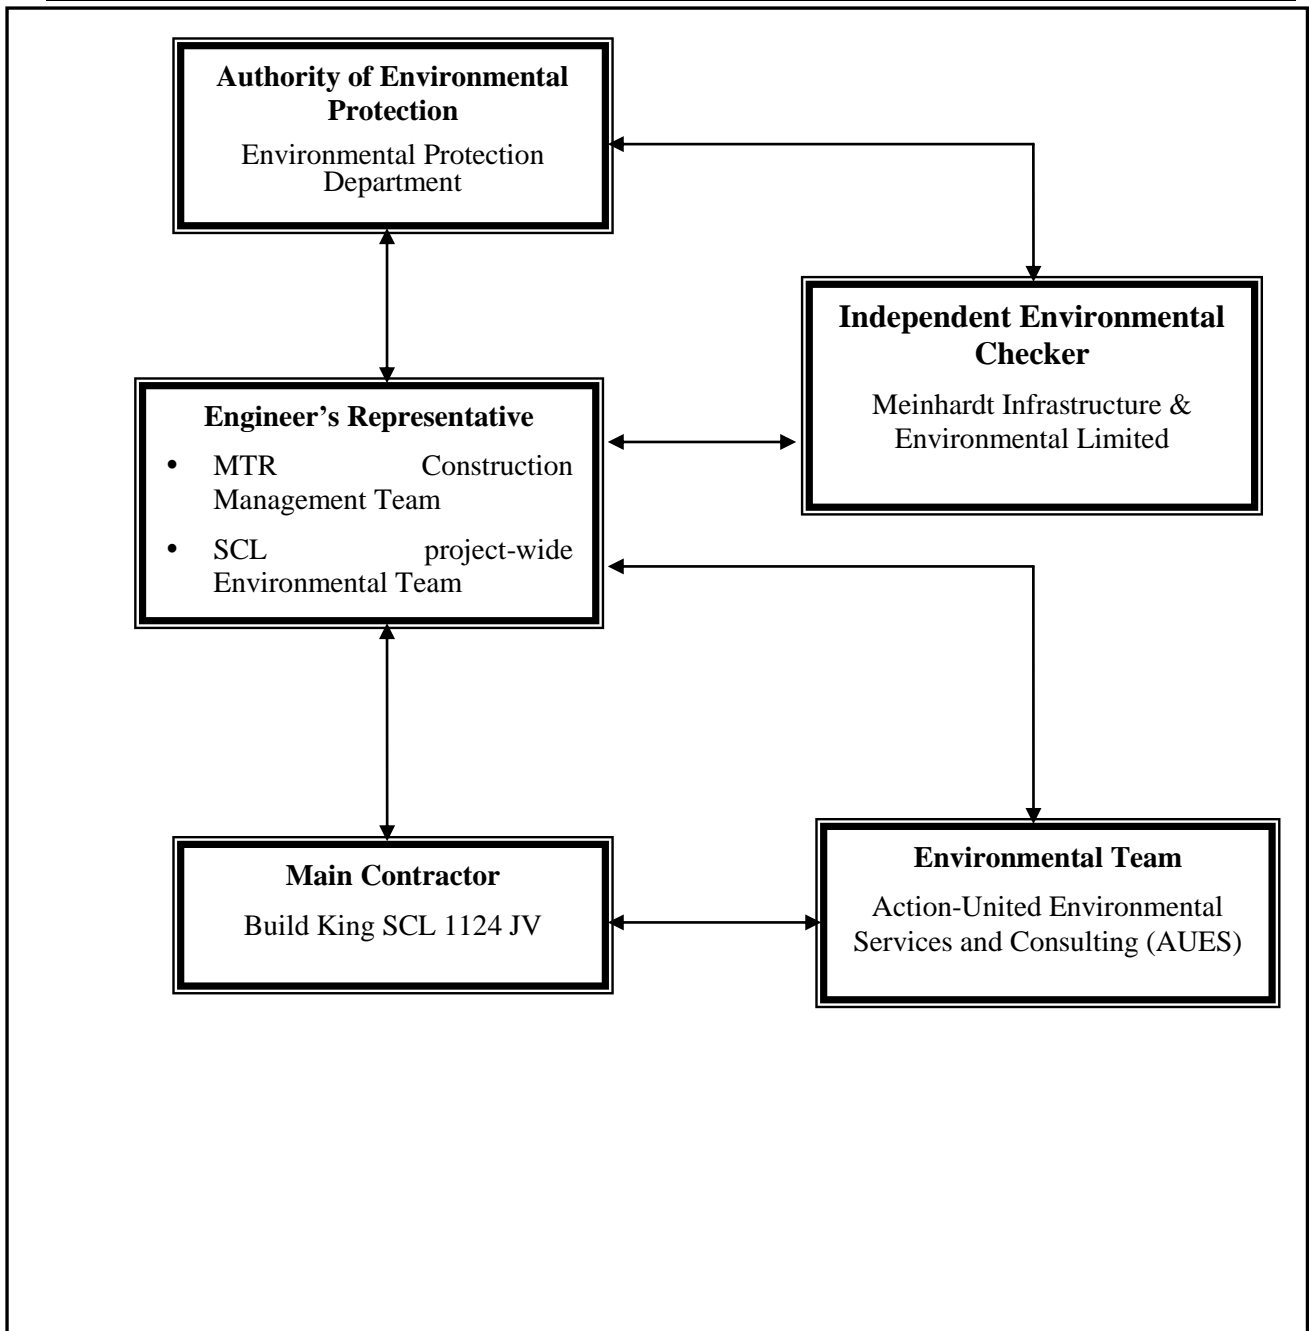 Authority of Environmental
Protection
Environmental Protection
Department
Independent Environmental
Checker
Meinhardt Infrastructure &
Environmental Limited
Engineer’s Representative
• MTR Construction
Management Team
• SCL project-wide
Environmental Team
Main Contractor
Build King SCL 1124 JV
Environmental Team
Action-United Environmental
Services and Consulting (AUES)